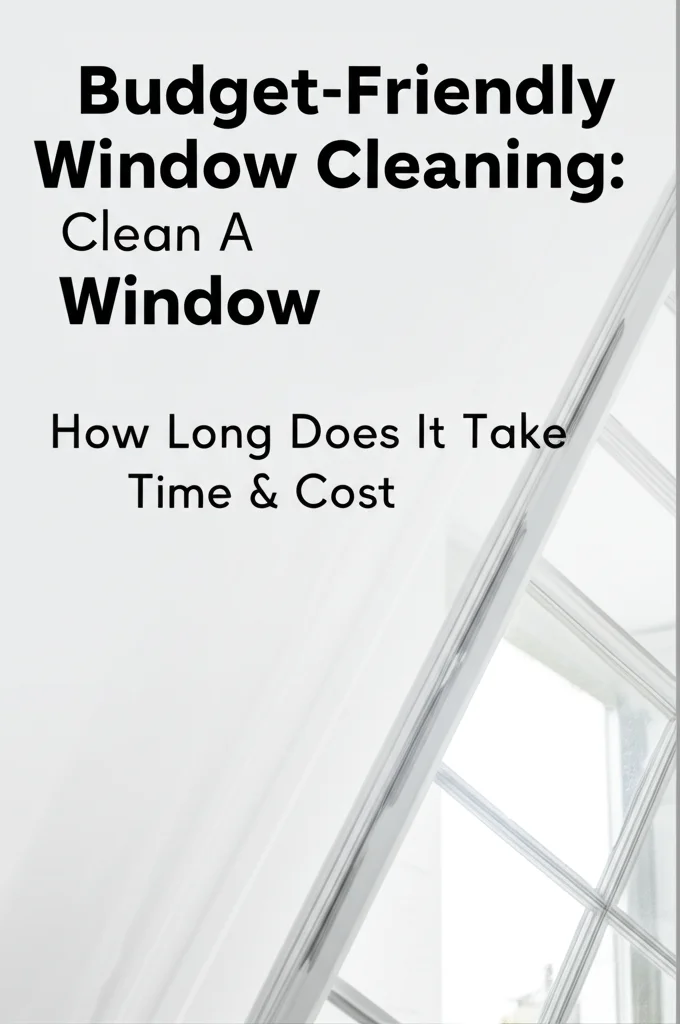 Budget-Friendly
Window Cleaning:
Clean A
Window
How Long Does It Take
Time & Cost